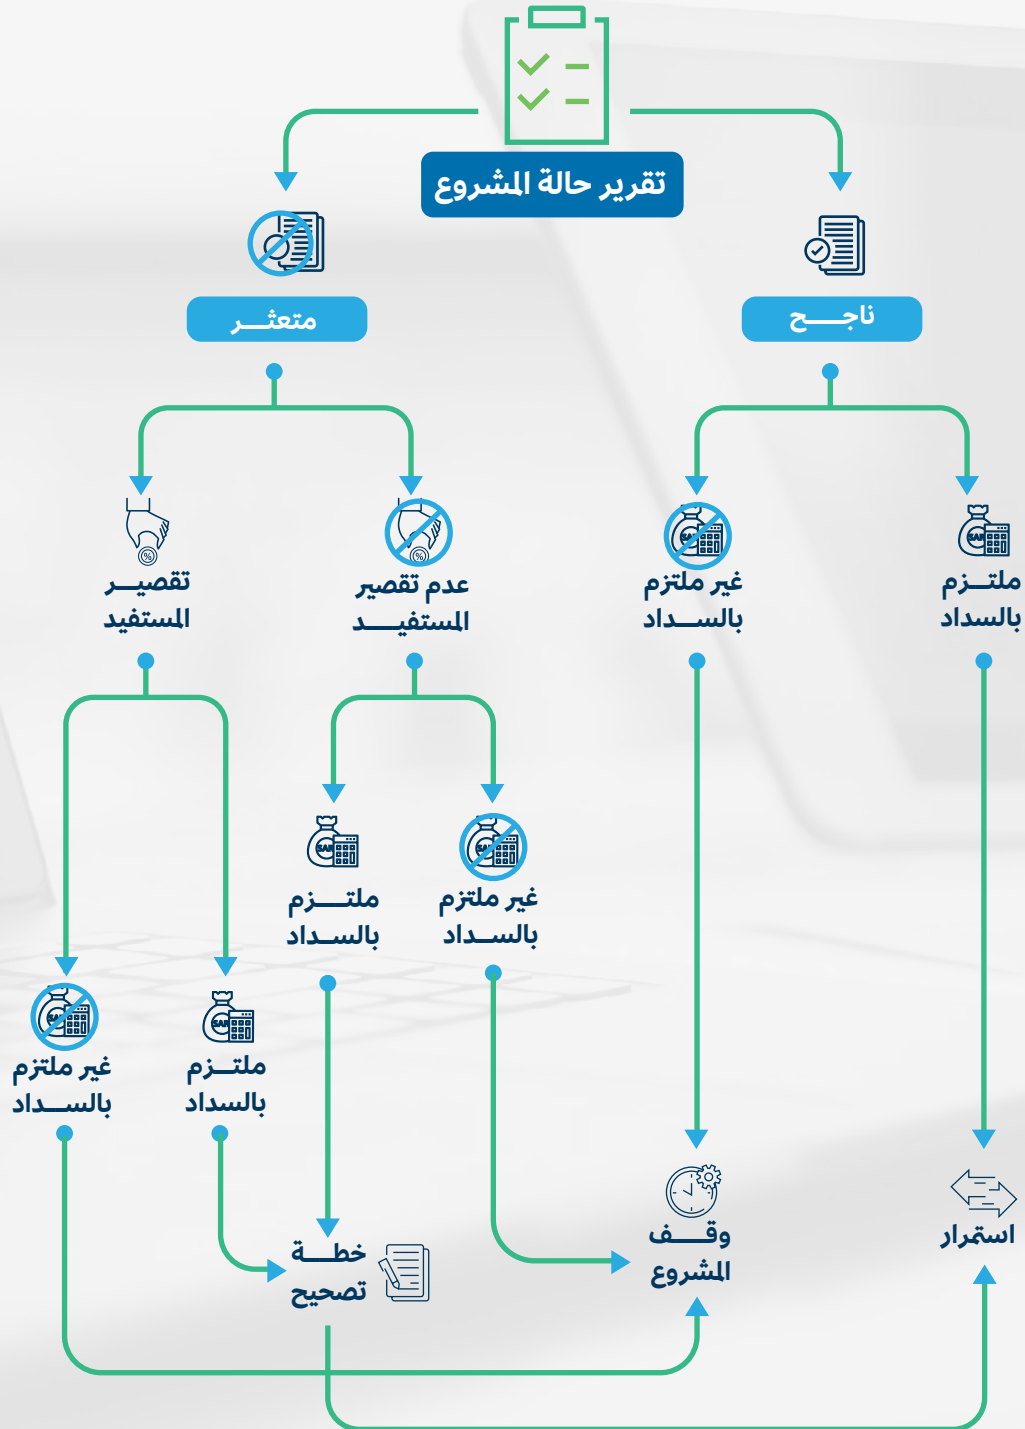 تقرير حالة المشروع
ناجـــح
متعثـــر
ملتـــزم
بالسداد
غير ملتزم
بالســـداد
عدم تقصير
المستفيـــد
تقصيـــر
المستفيد
غير ملتزم
بالســـداد
ملتـــزم
بالســـداد
ملتـــزم
بالسداد
غير ملتزم
بالســـداد
استمرار
وقـــف
المشروع
خطـــة
تصحيح